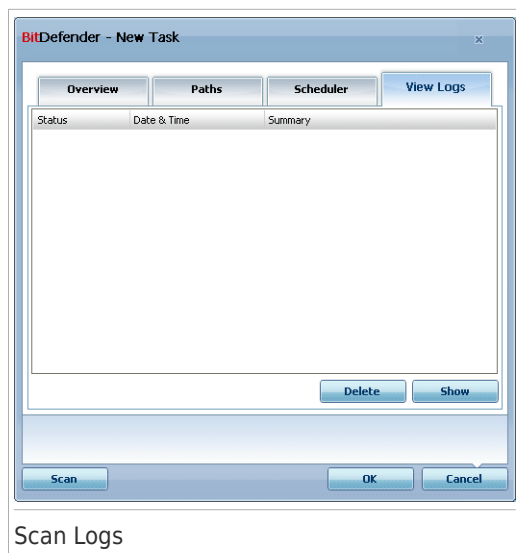 BitDefender - New Task
x
Overview Paths Scheduler View Logs
Status Date & Time Summary
Delete Show
Scan OK Cancel
Scan Logs